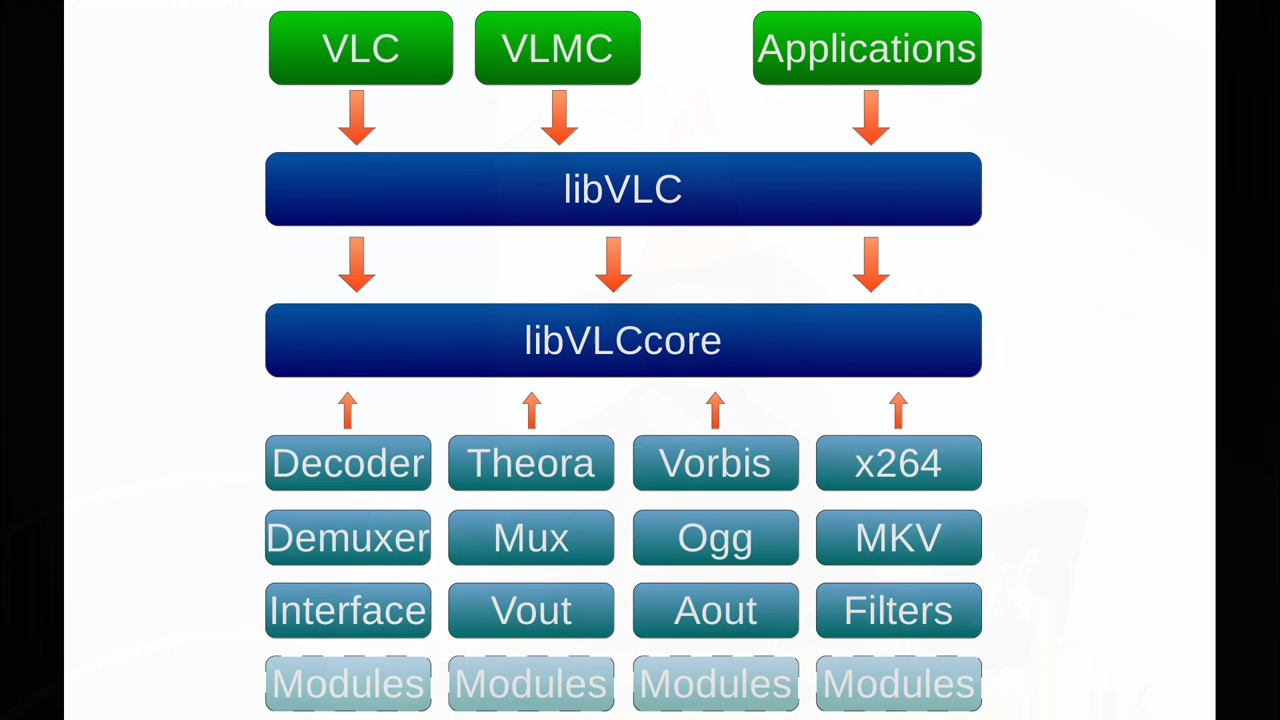 VLC VLMC Applications
libVLC
libVLCcore
Decoder Theora Vorbis x264
Demuxer Mux Ogg MKV
Interface Vout Aout Filters
Modules Modules Modules Modules